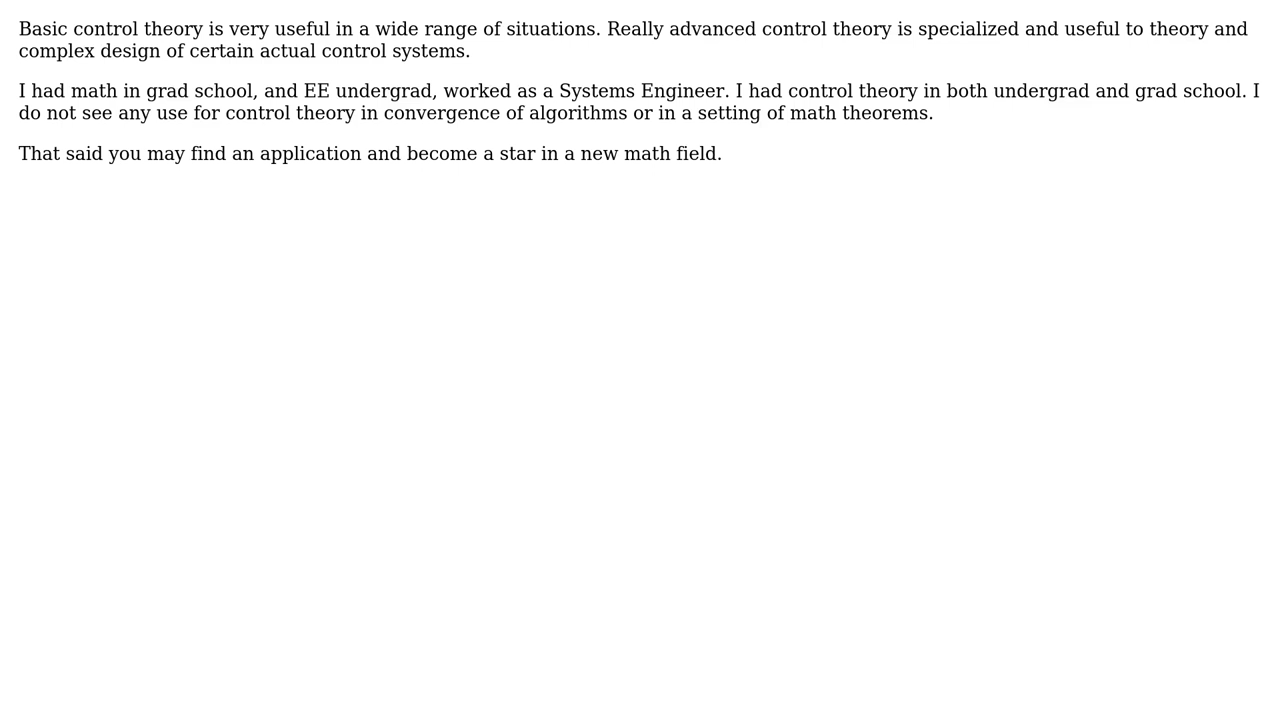 Basic control theory is very useful in a wide range of situations. Really advanced control theory is specialized and useful to theory and
complex design of certain actual control systems.
I had math in grad school, and EE undergrad, worked as a Systems Engineer. I had control theory in both undergrad and grad school. I
do not see any use for control theory in convergence of algorithms or in a setting of math theorems.
That said you may find an application and become a star in a new math field.